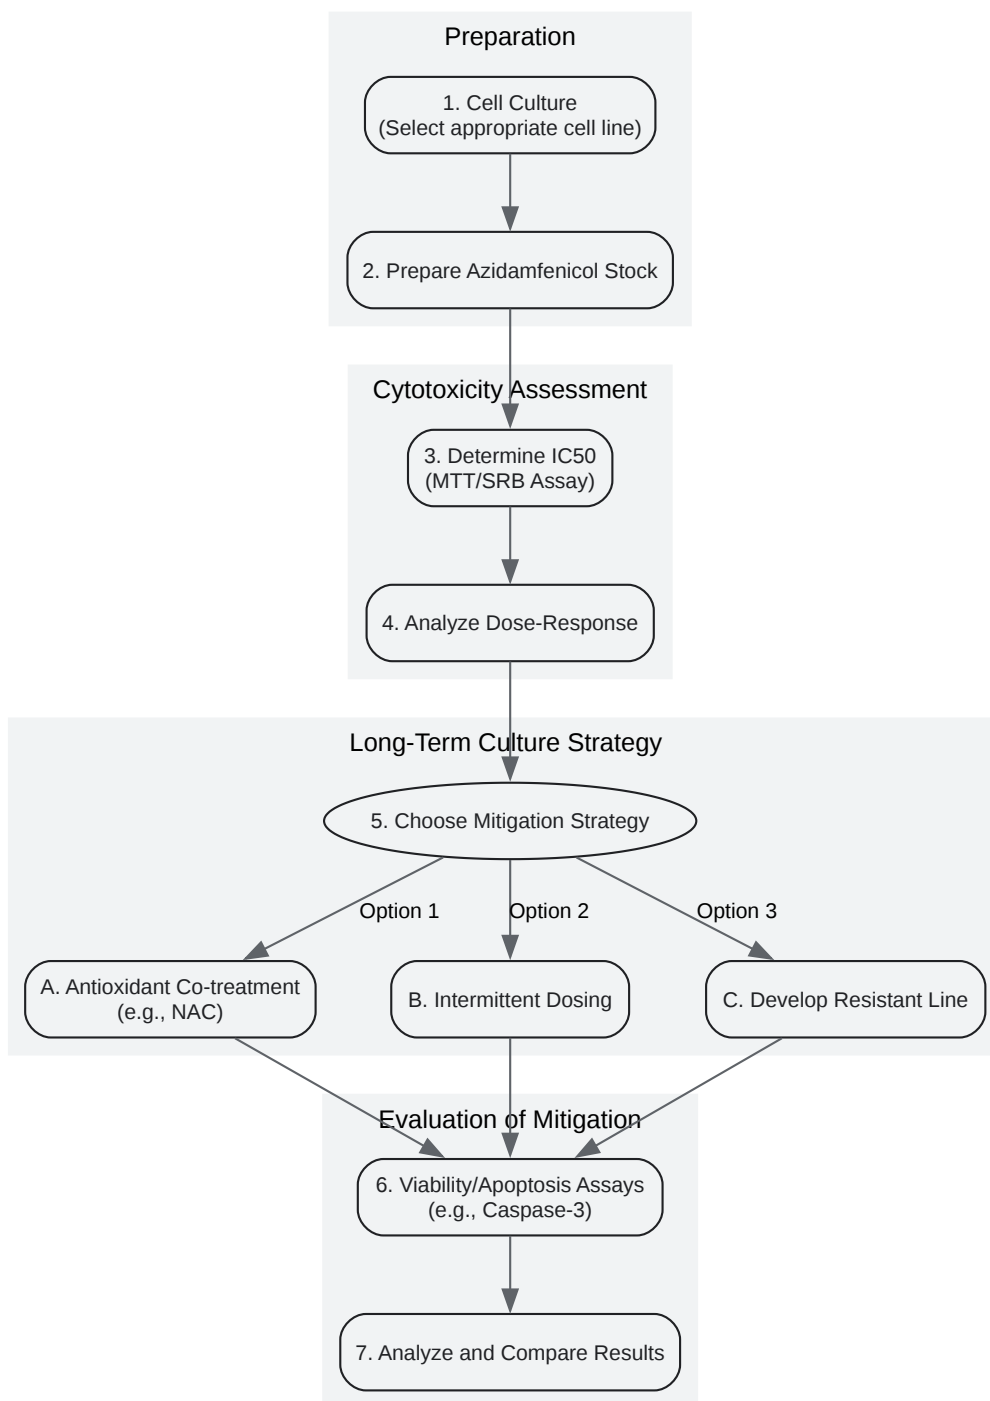 Preparation
1. Cell Culture
(Select appropriate cell line)
2. Prepare Azidamfenicol Stock
Cytotoxicity Assessment
3. Determine IC50
(MTT/SRB Assay)
4. Analyze Dose-Response
Long-Term Culture Strategy
5. Choose Mitigation Strategy
Option 1
Option 2
Option 3
A. Antioxidant Co-treatment
(e.g., NAC)
B. Intermittent Dosing
C. Develop Resistant Line
Evaluation of Mitigation
6. Viability/Apoptosis Assays
(e.g., Caspase-3)
7. Analyze and Compare Results